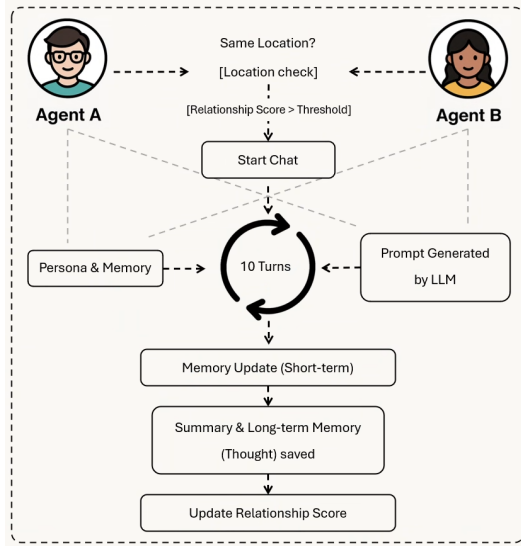 Same Location?
[Location check]
Agent A
Agent B
[Relationship Score > Threshold]
Start Chat
Persona & Memory
10 Turns
Prompt Generated
by LLM
Memory Update (Short-term)
Summary & Long-term Memory
(Thought) saved
Update Relationship Score